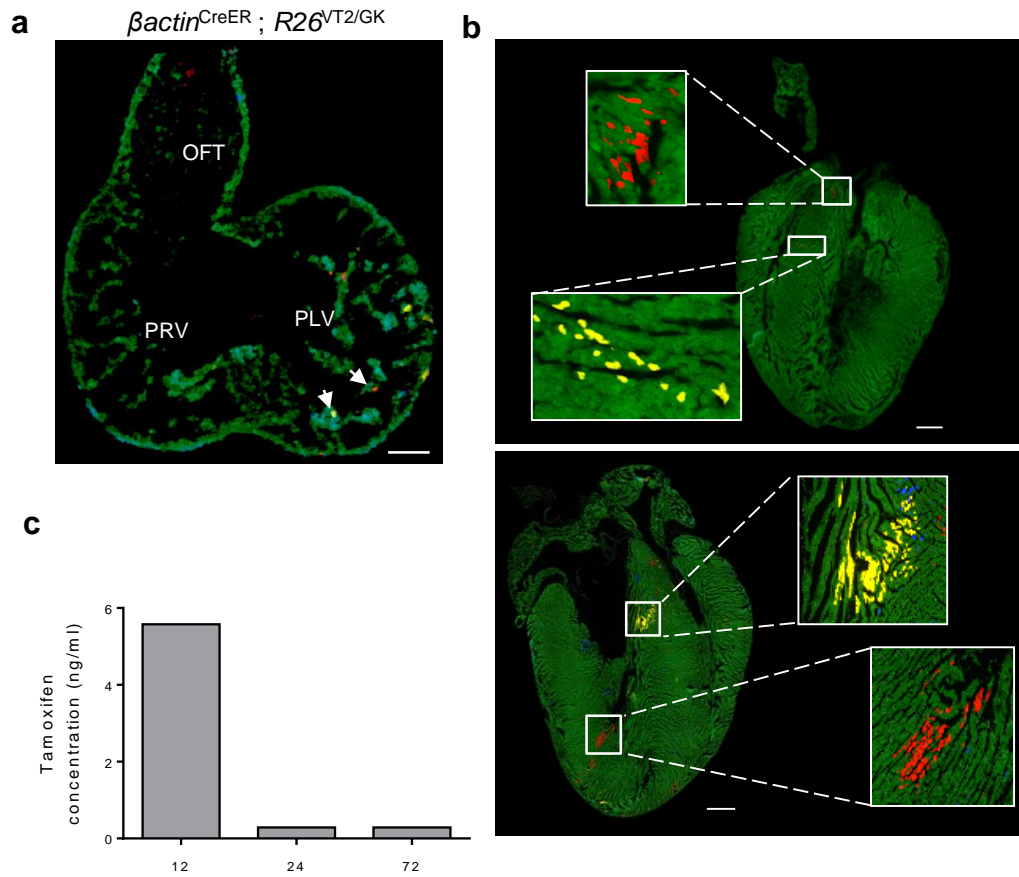 a
βactinCreER ; R26VT2/GK
OFT
PRV
PLV
b
c
Tamoxifen
concentration (ng/ml)
6
4
2
0
12
24
72